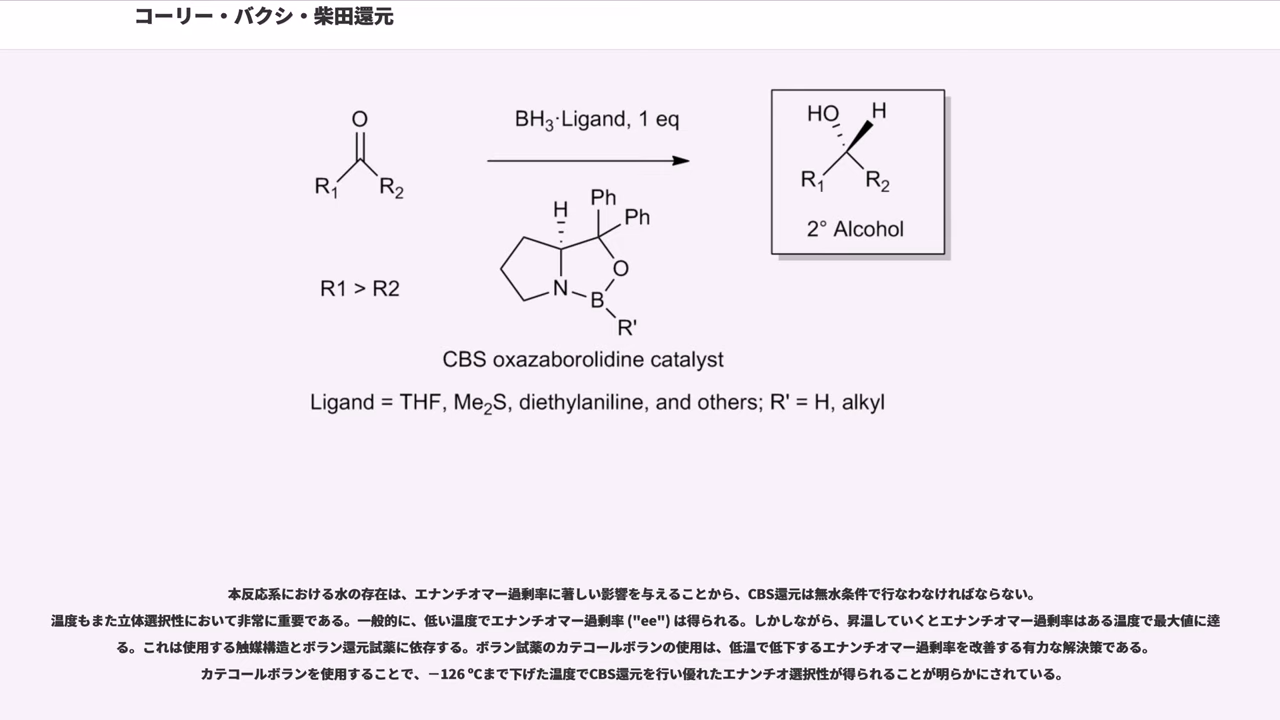 コーリー・バクシ・柴田還元
O
R1
R2
BH3·Ligand, 1 eq
HO
H
R1
R2
2° Alcohol
H
Ph
Ph
O
N
B
R'
R1 > R2
CBS oxazaborolidine catalyst
Ligand = THF, Me2S, diethylaniline, and others; R' = H, alkyl
本反応系における水の存在は、エナンチオマー過剰率に著しい影響を与えることから、CBS還元は無水条件で行なわなければならない。
温度もまた立体選択性において非常に重要である。一般的に、低い温度でエナンチオマー過剰率 ("ee") は得られる。しかしながら、昇温していくとエナンチオマー過剰率はある温度で最大値に達
る。これは使用する触媒構造とボラン還元試薬に依存する。ボラン試薬のカテコールボランの使用は、低温で低下するエナンチオマー過剰率を改善する有力な解決策である。
カテコールボランを使用することで、−126 ℃まで下げた温度でCBS還元を行い優れたエナンチオ選択性が得られることが明らかにされている。